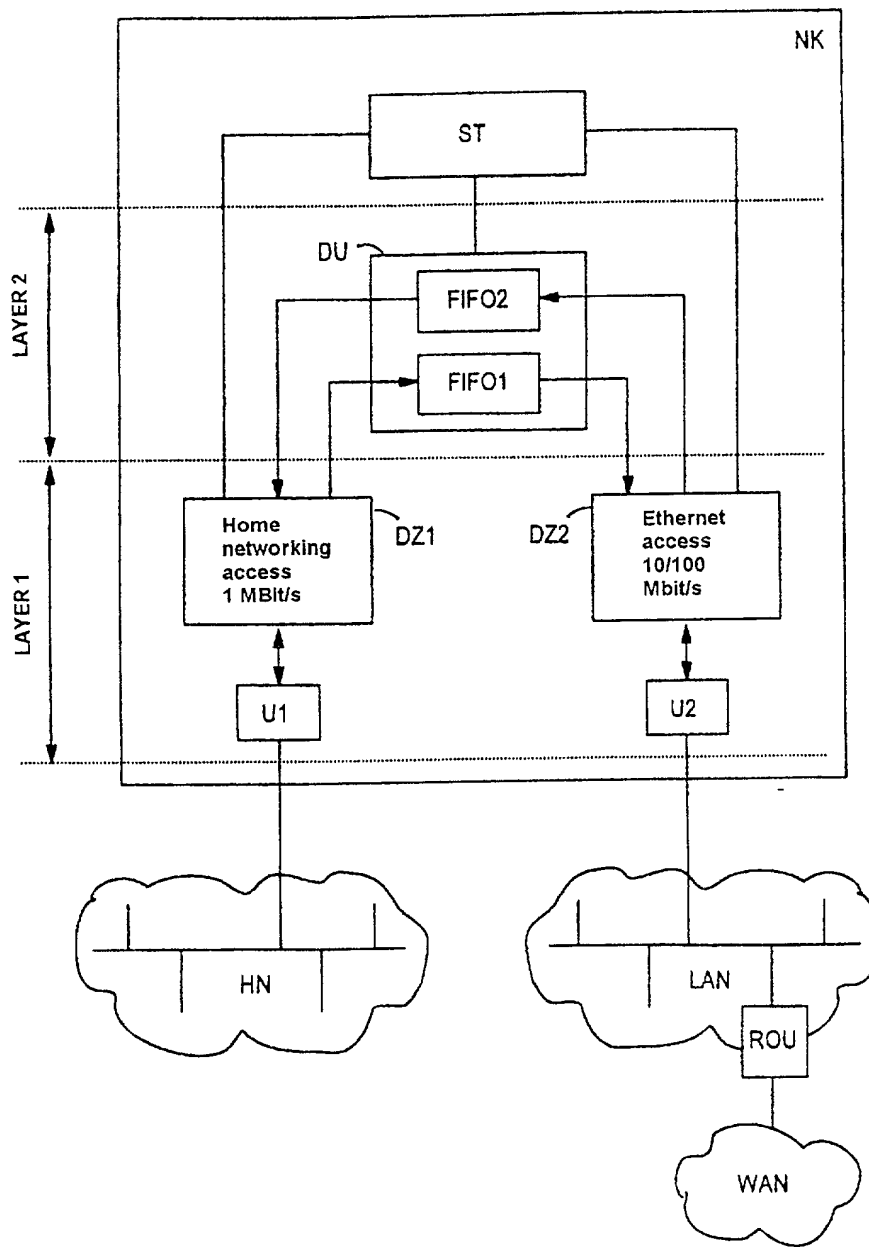 NK
ST
DU
LAYER 2
FIFO2
FIFO1
LAYER 1
Home
networking
access
1 MBit/s
DZ1
DZ2
Ethernet
access
10/100
Mbit/s
U1
U2
HN
LAN
ROU
WAN